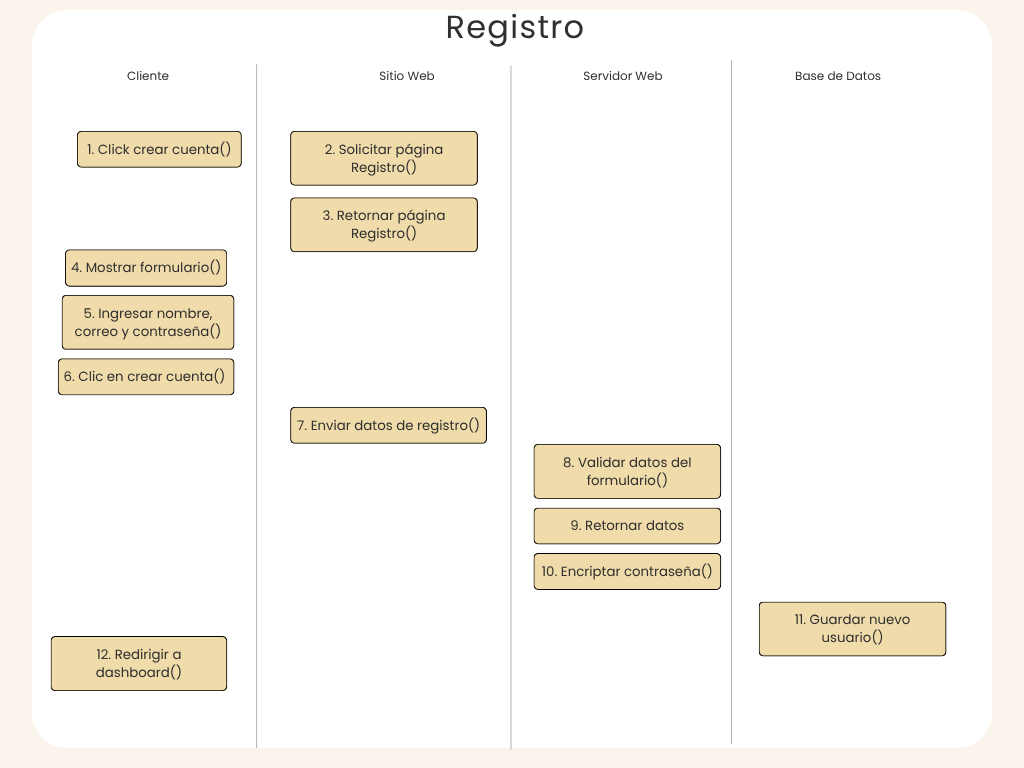 Registro
Cliente
Sitio Web
Servidor Web
Base de Datos
1. Click crear cuenta()
2. Solicitar página
Registro()
3. Retornar página
Registro()
4. Mostrar formulario()
5. Ingresar nombre,
correo y contraseña()
6. Clic en crear cuenta()
7. Enviar datos de registro()
8. Validar datos del
formulario()
9. Retornar datos
10. Encriptar contraseña()
11. Guardar nuevo
usuario()
12. Redirigir a
dashboard()